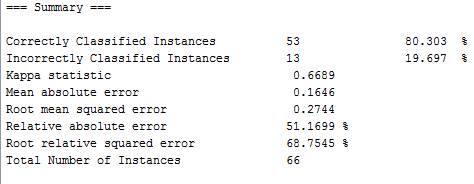 === Summary ===
Correctly Classified Instances 53 80.303 %
Incorrectly Classified Instances 13 19.697 %
Kappa statistic 0.6689
Mean absolute error 0.1646
Root mean squared error 0.2744
Relative absolute error 51.1699 %
Root relative squared error 68.7545 %
Total Number of Instances 66